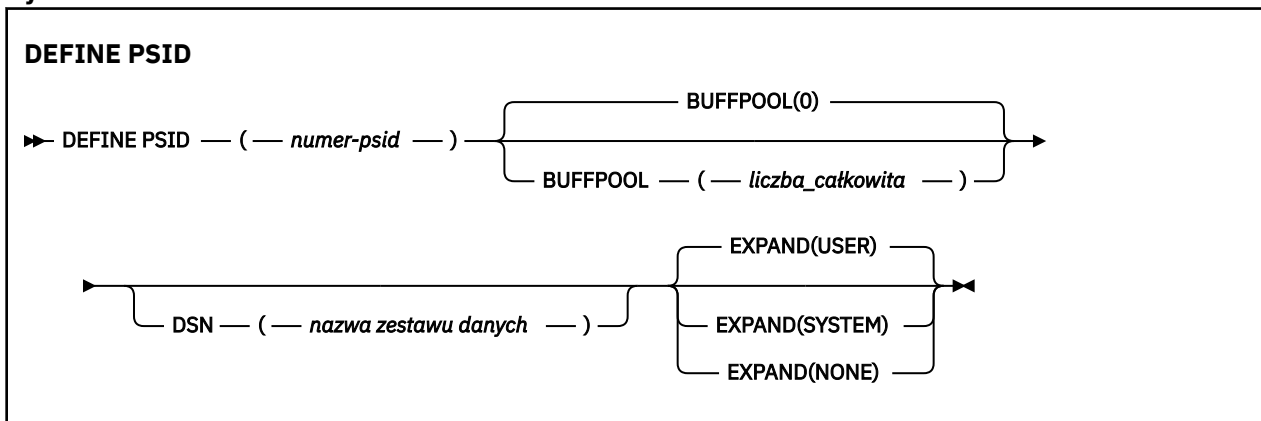 DEFINE PSID
BUFFPOOL(0)
DEFINE PSID ( numer-psid )
BUFFPOOL ( liczba_całkowita )
EXPAND(USER)
DSN ( nazwa zestawu danych ) EXPAND(SYSTEM)
EXPAND(NONE)